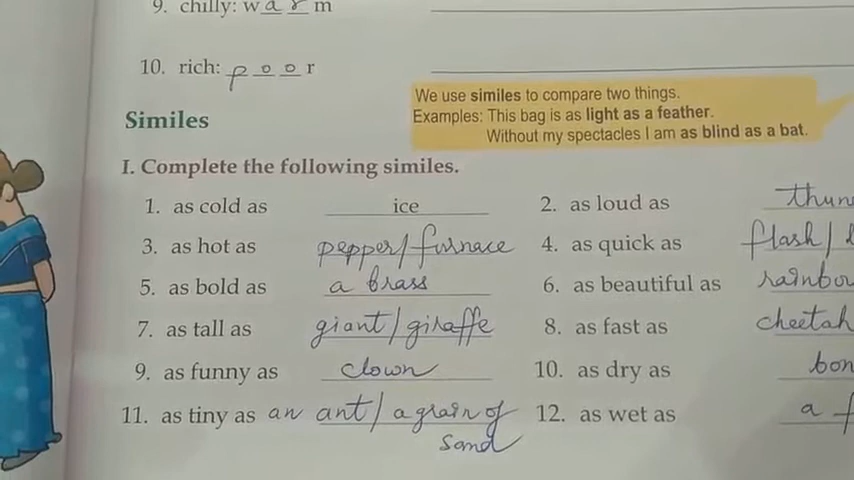 9. chilly: w a r m
10. rich: p o o r
We use similes to compare two things.
Examples: This bag is as light as a feather.
Without my spectacles I am as blind as a bat.
Similes
I. Complete the following similes.
1. as cold as ice 2. as loud as thun
3. as hot as pepper/furnace 4. as quick as flash/
5. as bold as a brass 6. as beautiful as rainbow
7. as tall as giant/giraffe 8. as fast as cheetah
9. as funny as clown 10. as dry as bon
11. as tiny as an ant/a grain of 12. as wet as a f
sand